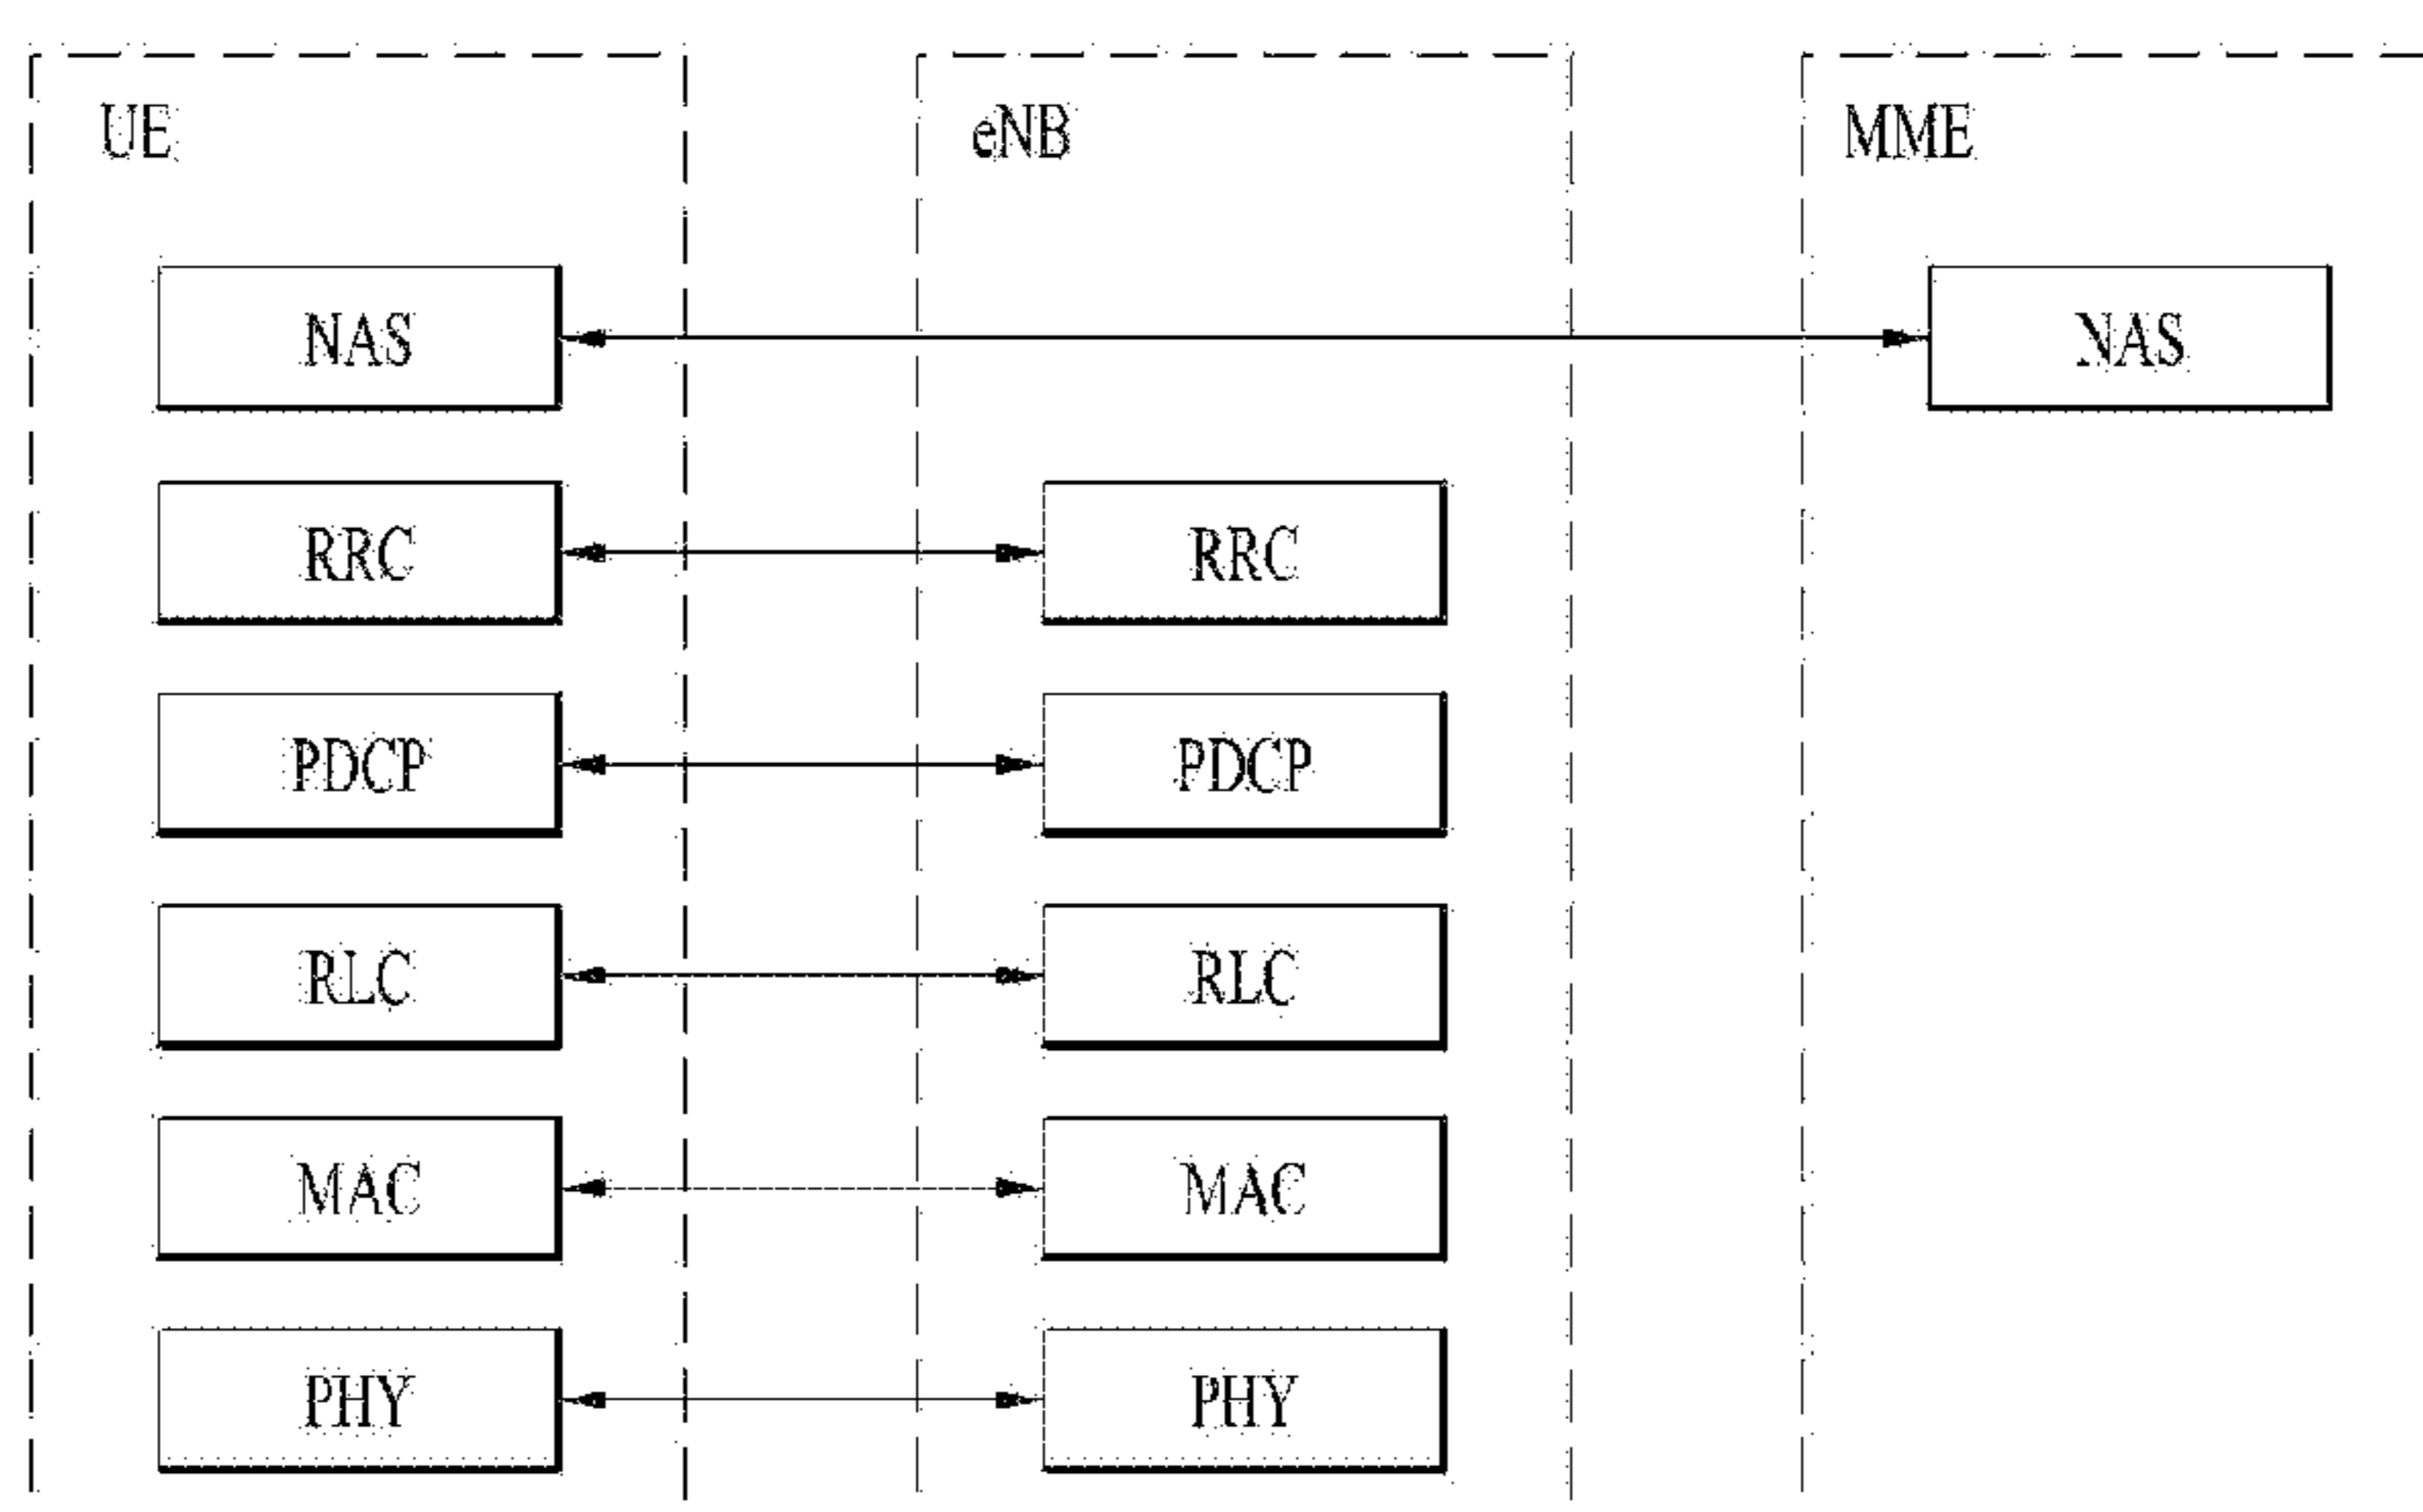 UE eNB MME
NAS NAS
RRC RRC
PDCP PDCP
RLC RLC
MAC MAC
PHY PHY